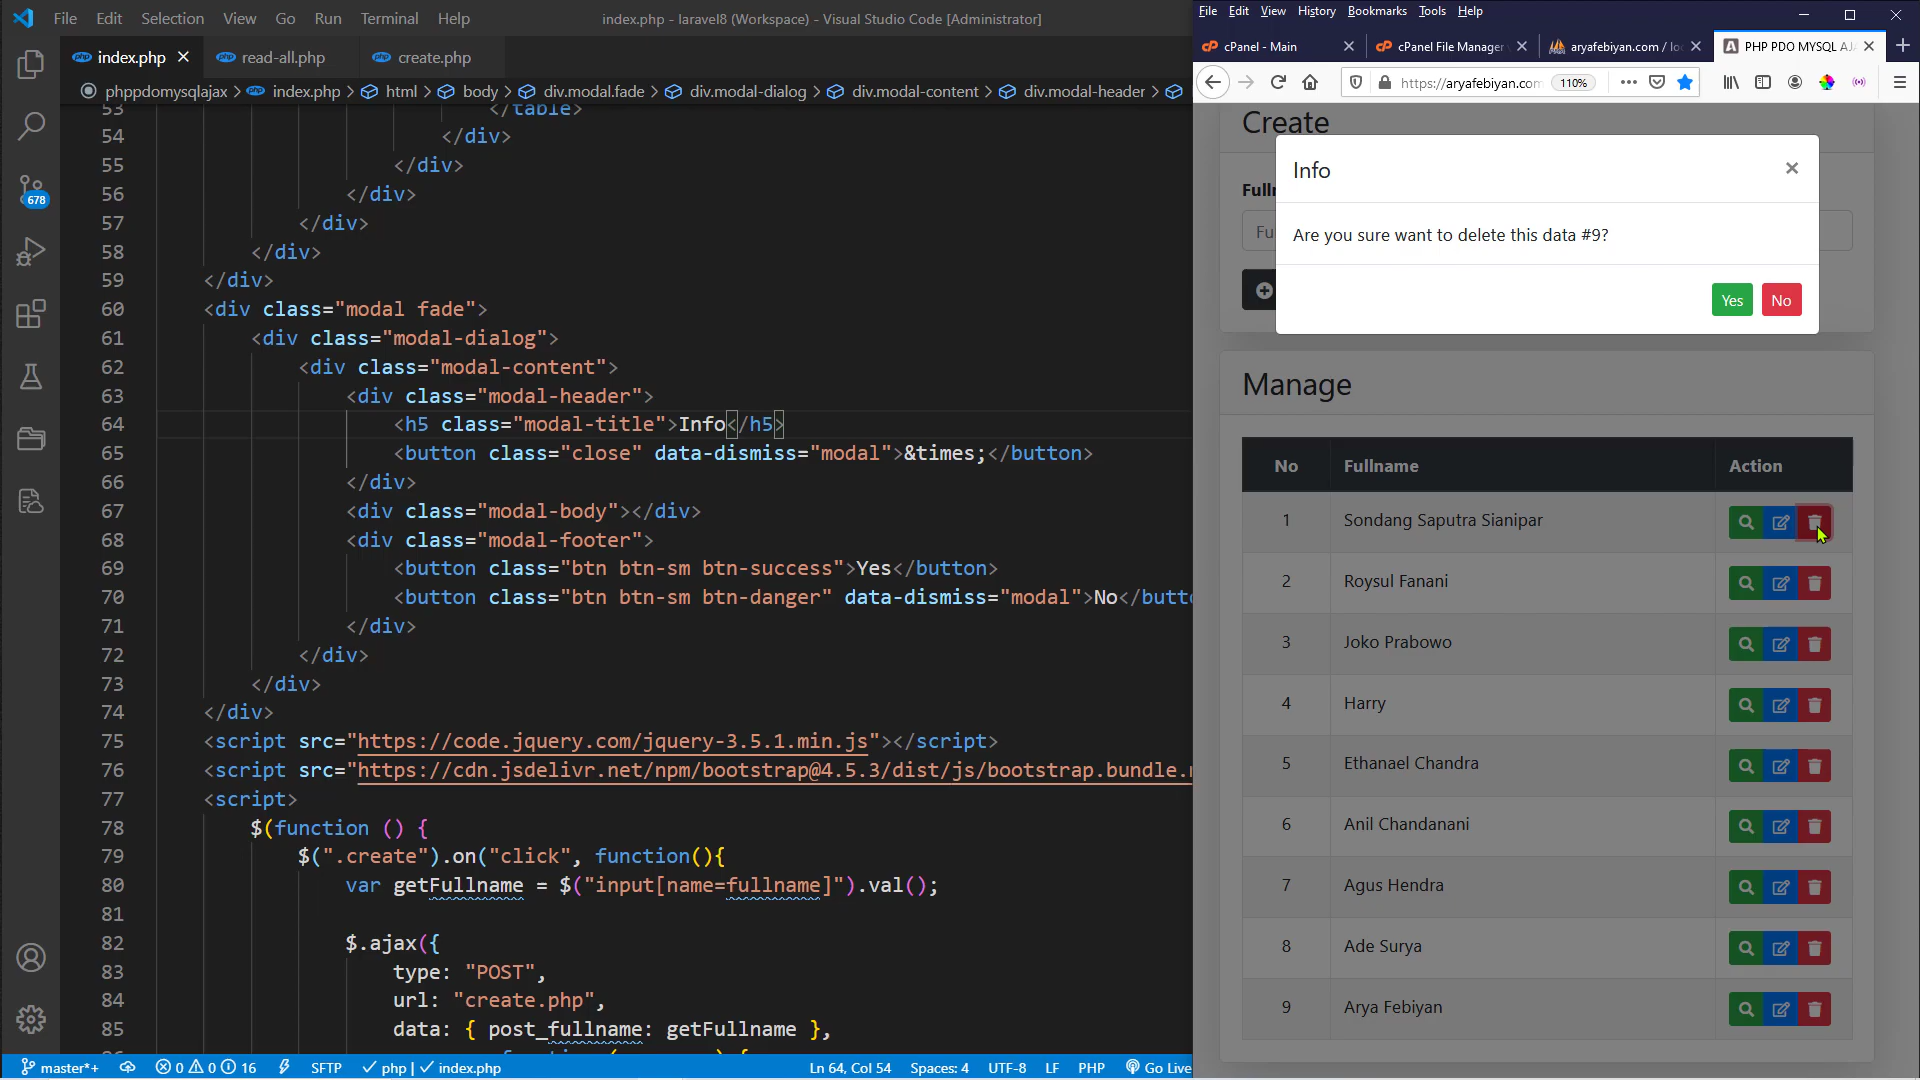 File Edit Selection View Go Run Terminal Help
index.php - laravel8 (Workspace) - Visual Studio Code [Administrator]
index.php
read-all.php
create.php
phppdomysqlajax > index.php > html > body > div.modal.fade > div.modal-dialog > div.modal-content > div.modal-header >
678
53 </table>
54 </div>
55 </div>
56 </div>
57 </div>
58 </div>
59 </div>
60 <div class="modal fade">
61 <div class="modal-dialog">
62 <div class="modal-content">
63 <div class="modal-header">
64 <h5 class="modal-title">Info</h5>
65 <button class="close" data-dismiss="modal">&times;</button>
66 </div>
67 <div class="modal-body"></div>
68 <div class="modal-footer">
69 <button class="btn btn-sm btn-success">Yes</button>
70 <button class="btn btn-sm btn-danger" data-dismiss="modal">No</butt
71 </div>
72 </div>
73 </div>
74 </div>
75 <script src="https://code.jquery.com/jquery-3.5.1.min.js"></script>
76 <script src="https://cdn.jsdelivr.net/npm/bootstrap@4.5.3/dist/js/bootstrap.bundle.
77 <script>
78 $(function () {
79 $(".create").on("click", function(){
80 var getFullname = $("input[name=fullname]").val();
81
82 $.ajax({
83 type: "POST",
84 url: "create.php",
85 data: { post_fullname: getFullname },
master*+ 0 0 16 SFTP php | index.php Ln 64, Col 54 Spaces: 4 UTF-8 LF PHP Go Live
File Edit View History Bookmarks Tools Help
cPanel - Main
cPanel File Manager
aryafebiyan.com / lo
PHP PDO MYSQL AJA
https://aryafebiyan.com
110%
Create
Info
×
Full
Are you sure want to delete this data #9?
Fu
Yes No
Manage
No Fullname Action
1 Sondang Saputra Sianipar
2 Roysul Fanani
3 Joko Prabowo
4 Harry
5 Ethanael Chandra
6 Anil Chandanani
7 Agus Hendra
8 Ade Surya
9 Arya Febiyan